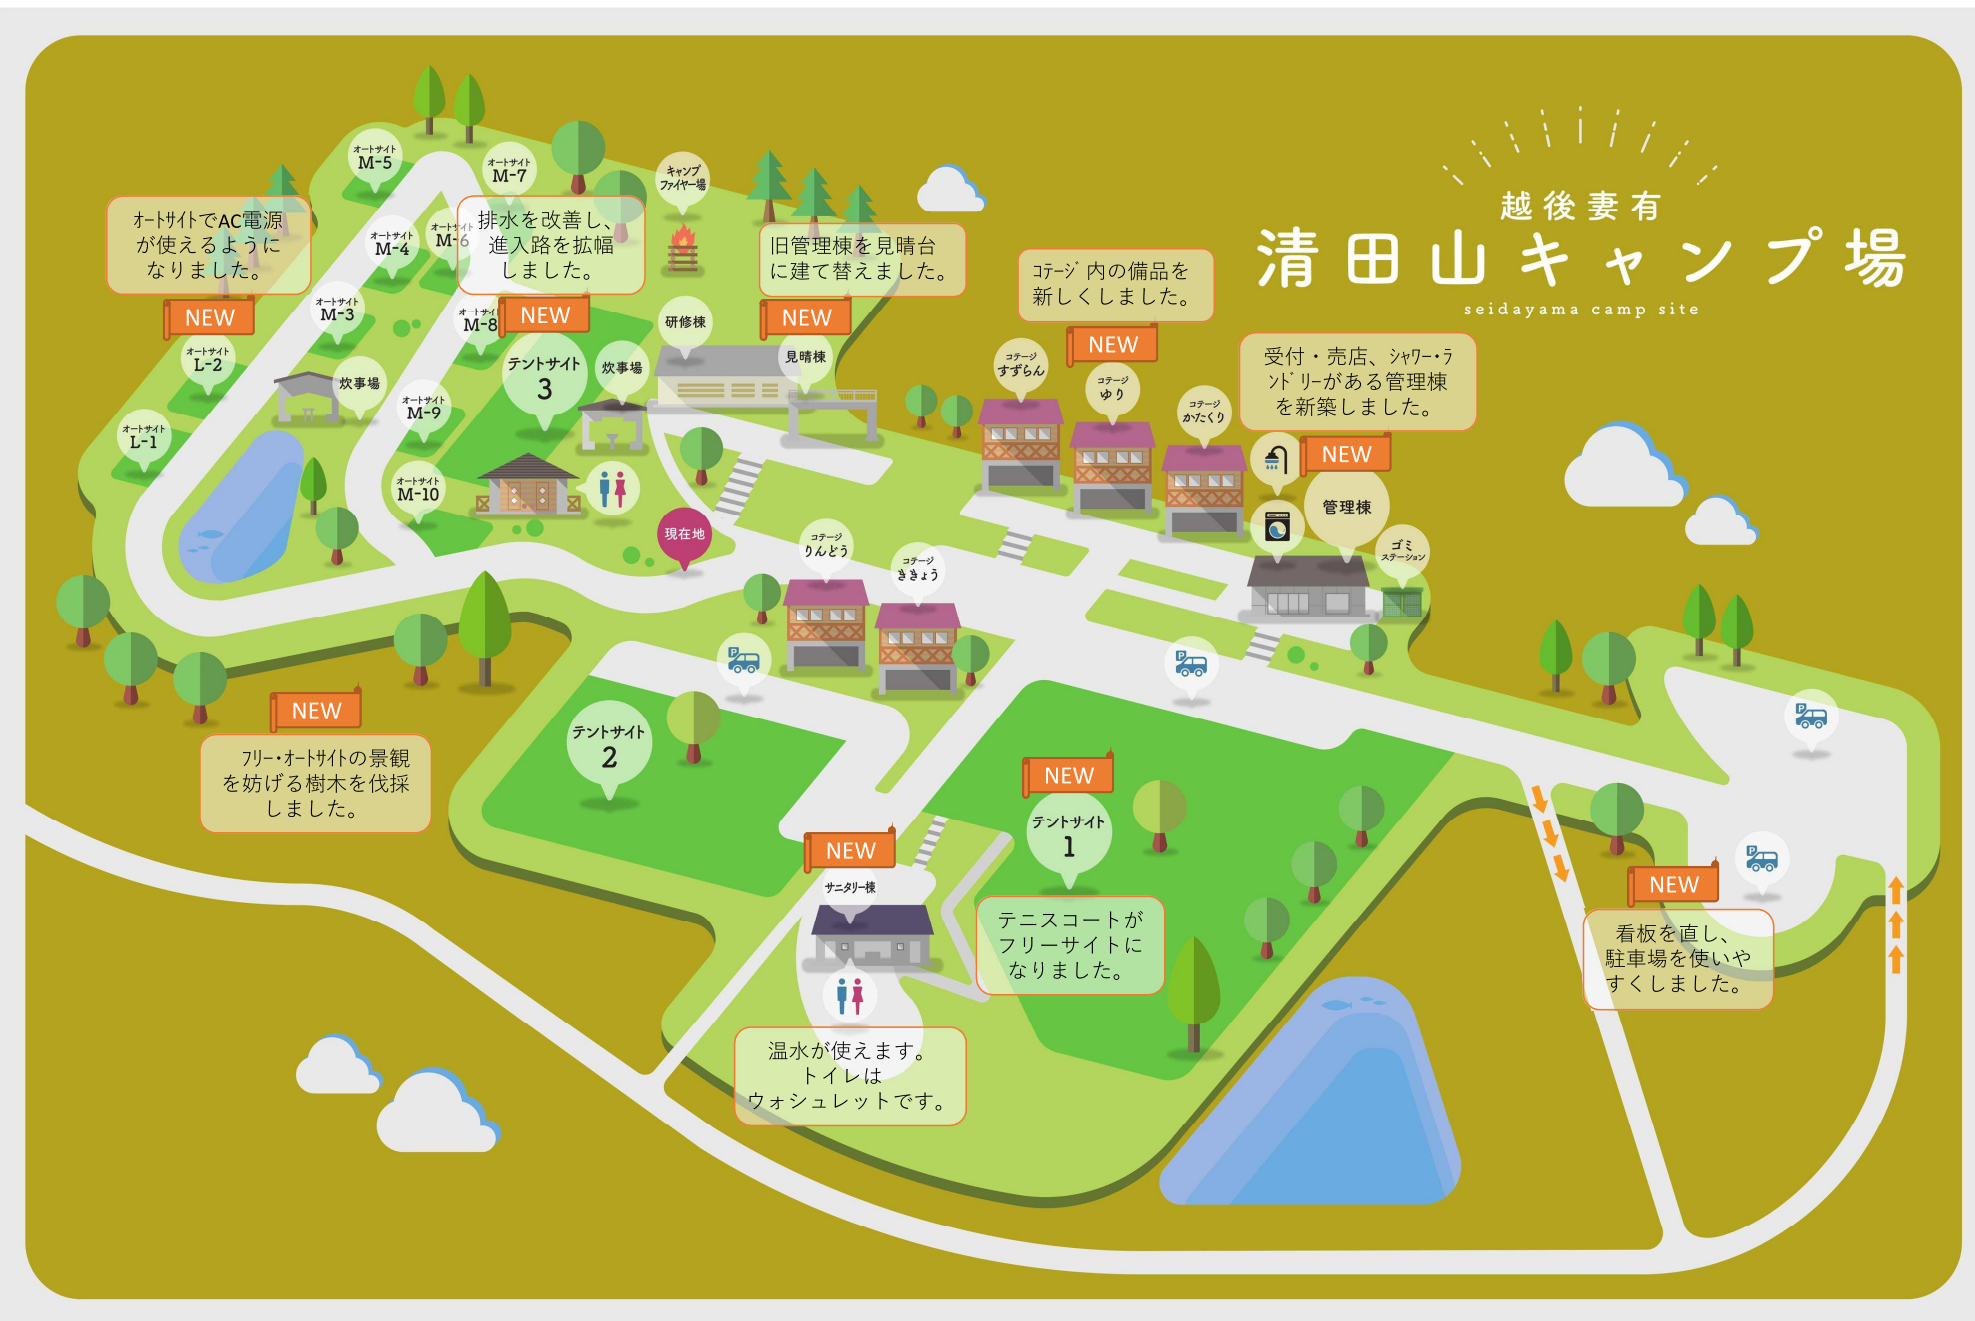 越後妻有
清田山キャンプ場
seidayama camp site
オートサイト
M-5
オートサイト
M-7
キャンプ
ファイヤー場
ｵｰﾄｻｲﾄでAC電源
が使えるように
なりました。
NEW
オートサイト
M-4
オートサイト
M-6
排水を改善し、
進入路を拡幅
しました。
NEW
旧管理棟を見晴台
に建て替えました。
NEW
ｺﾃｰｼﾞ内の備品を
新しくしました。
NEW
受付・売店、ｼｬﾜｰ･ﾗ
ﾝﾄﾞﾘｰがある管理棟
を新築しました。
NEW
オートサイト
M-3
オートサイト
M-8
研修棟
見晴棟
オートサイト
L-2
炊事場
テントサイト
3
炊事場
オートサイト
M-9
オートサイト
L-1
オートサイト
M-10
コテージ
すずらん
コテージ
ゆり
コテージ
かたくり
管理棟
ゴミ
ステーション
現在地
コテージ
りんどう
コテージ
ききょう
P
P
P
P
NEW
ﾌﾘｰ･ｵｰﾄｻｲﾄの景観
を妨げる樹木を伐採
しました。
テントサイト
2
NEW
テントサイト
1
テニスコートが
フリーサイトに
なりました。
NEW
サニタリー棟
温水が使えます。
トイレは
ウォシュレットです。
NEW
看板を直し、
駐車場を使いや
すくしました。